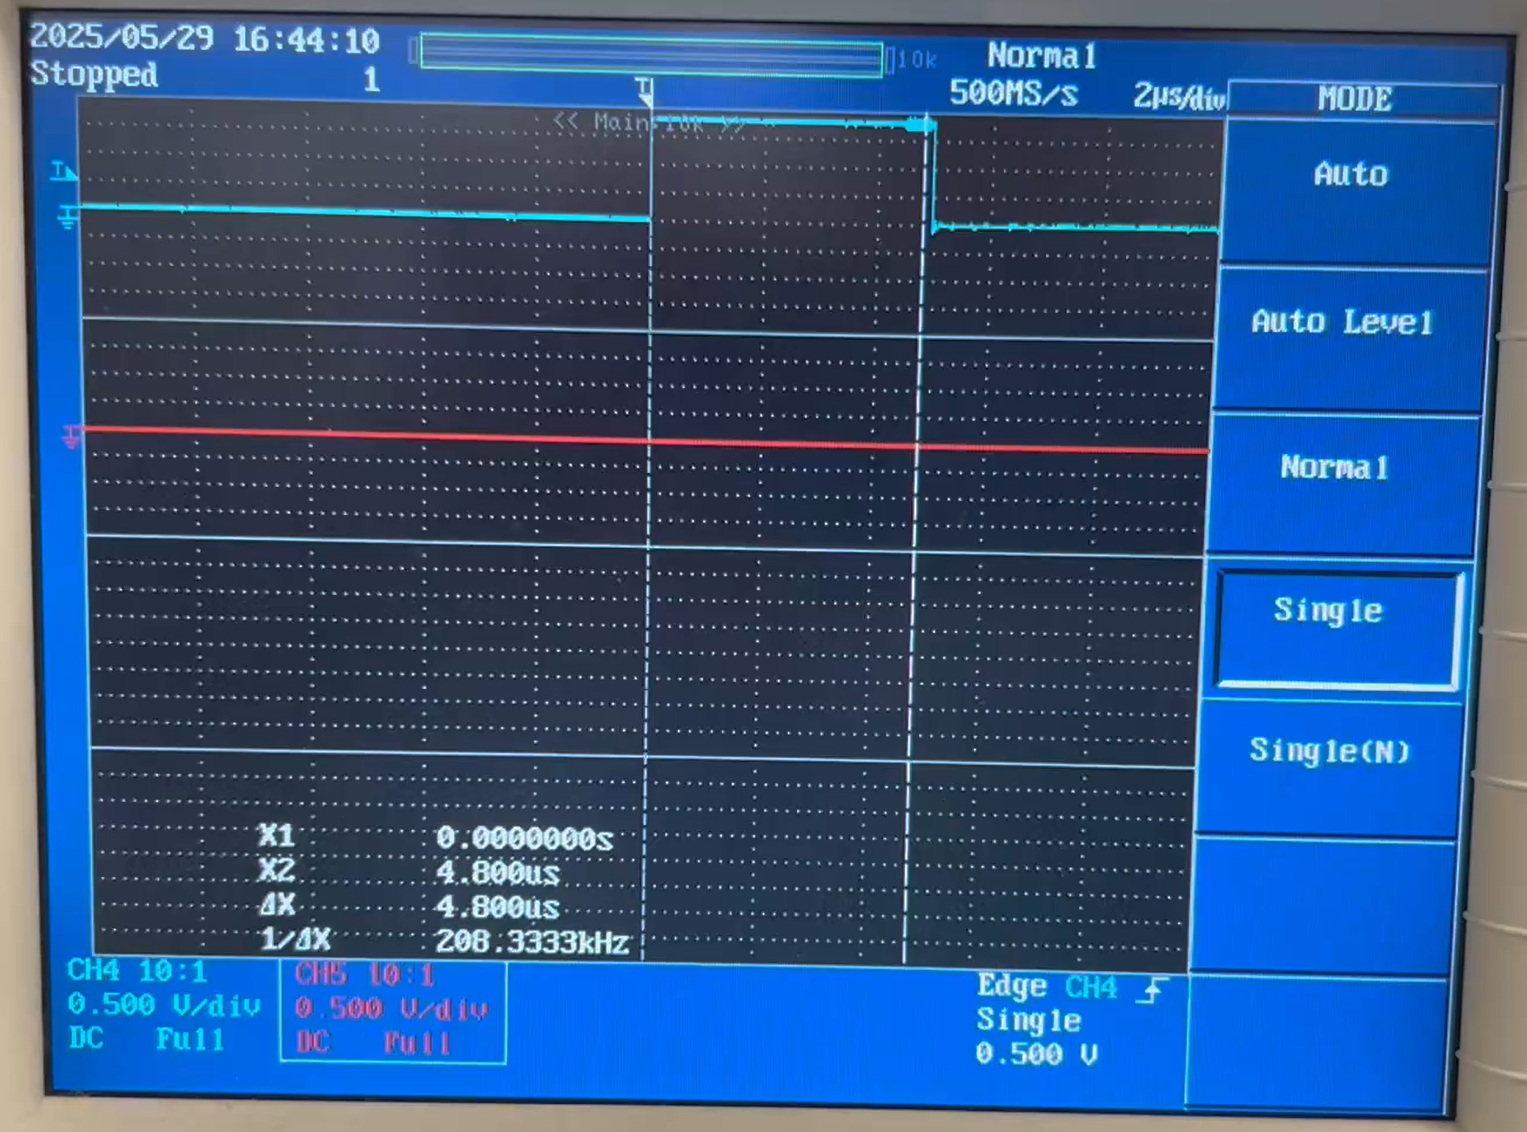 2025/05/29 16:44:10
Stopped 1
10k
Normal
500MS/s 2µs/div
T
<< Main:10k >>
T
MODE
Auto
Auto Level
Normal
Single
Single(N)
X1 0.0000000s
X2 4.800us
ΔX 4.800us
1/ΔX 208.3333kHz
CH4 10:1
0.500 V/div
DC Full
CH5 10:1
0.500 V/div
DC Full
Edge CH4
Single
0.500 V